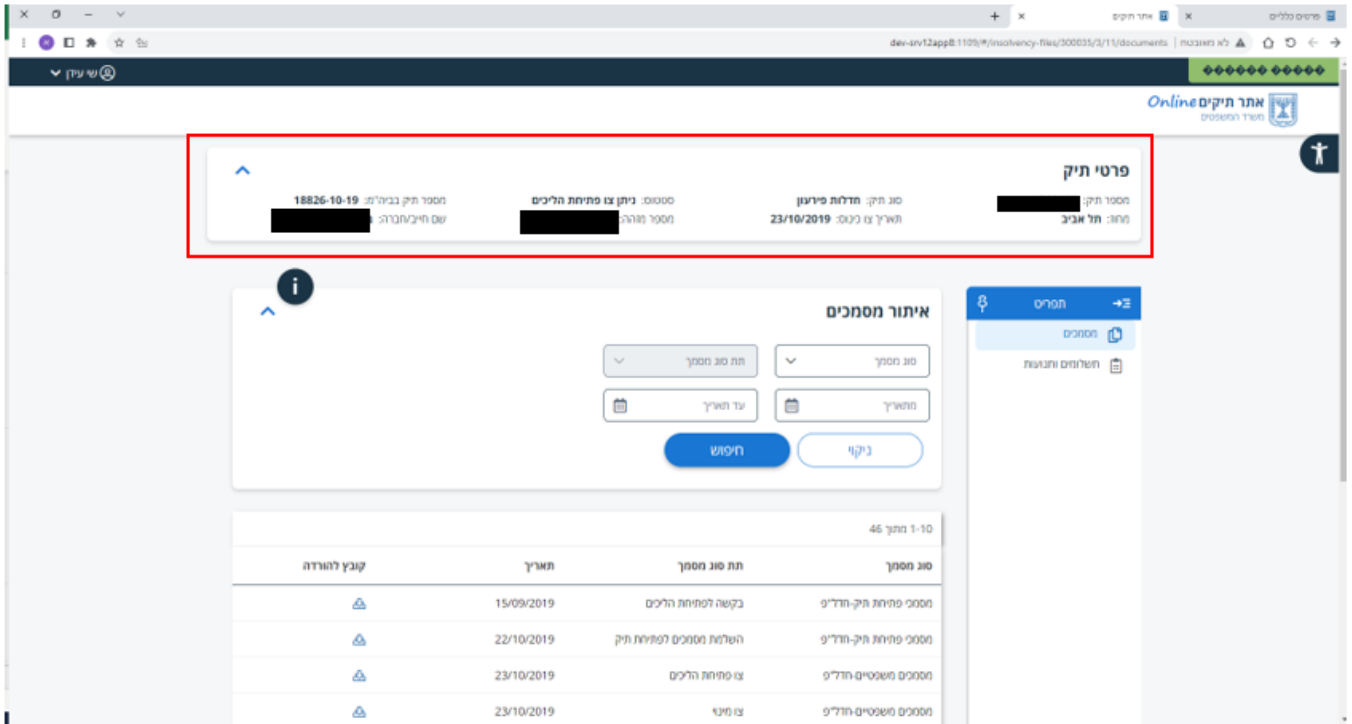 פרטים כלליים
אתר תיקים
dev-srv12app8:1109/#/insolvency-files/300035/3/11/documents
לא מאובטח
שי עידן
אתר תיקים Online
משרד המשפטים
פרטי תיק
מספר תיק:
סוג תיק: חדלות פירעון
סטטוס: ניתן צו פתיחת הליכים
מספר תיק בביה"מ: 18826-10-19
מחוז: תל אביב
תאריך צו כינוס: 23/10/2019
מספר מזהה:
שם חייב/חברה:
תפריט
מסמכים
תשלומים ותנועות
איתור מסמכים
סוג מסמך
תת סוג מסמך
מתאריך
עד תאריך
ניקוי
חיפוש
1-10 מתוך 46
סוג מסמך תת סוג מסמך תאריך קובץ להורדה
מסמכי פתיחת תיק-חדל"פ בקשה לפתיחת הליכים 15/09/2019
מסמכי פתיחת תיק-חדל"פ השלמת מסמכים לפתיחת תיק 22/10/2019
מסמכים משפטיים-חדל"פ צו פתיחת הליכים 23/10/2019
מסמכים משפטיים-חדל"פ צו מינוי 23/10/2019